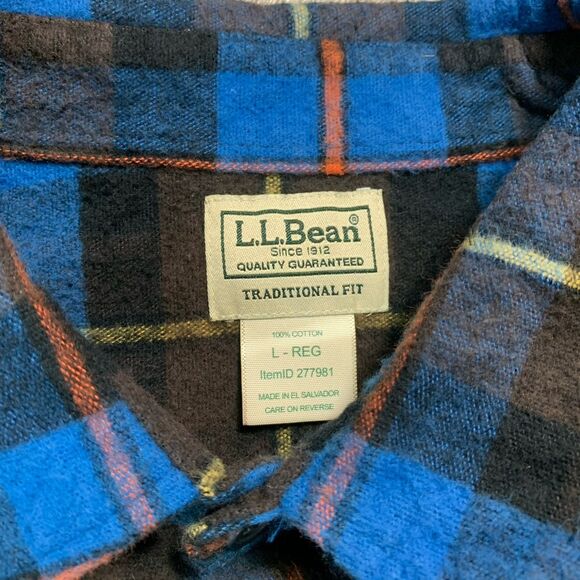 L.L.Bean®
Since 1912
QUALITY GUARANTEED
TRADITIONAL FIT
100% COTTON
L - REG
ItemID 277981
MADE IN EL SALVADOR
CARE ON REVERSE